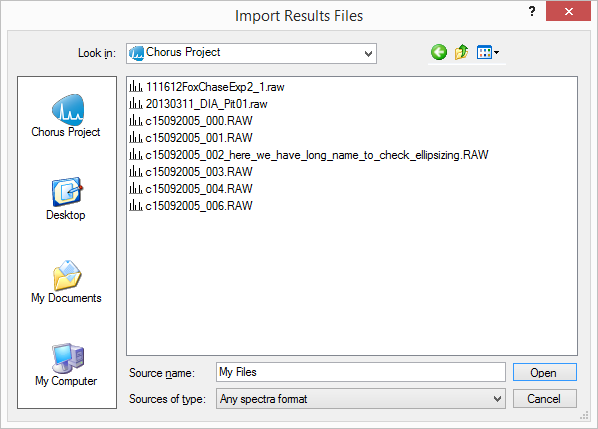 Import Results Files
? ×
Look in: Chorus Project
Chorus Project
Desktop
My Documents
My Computer
111612FoxChaseExp2_1.raw
20130311_DIA_Pit01.raw
c15092005_000.RAW
c15092005_001.RAW
c15092005_002_here_we_have_long_name_to_check_ellipsizing.RAW
c15092005_003.RAW
c15092005_004.RAW
c15092005_006.RAW
Source name: My Files Open
Sources of type: Any spectra format Cancel